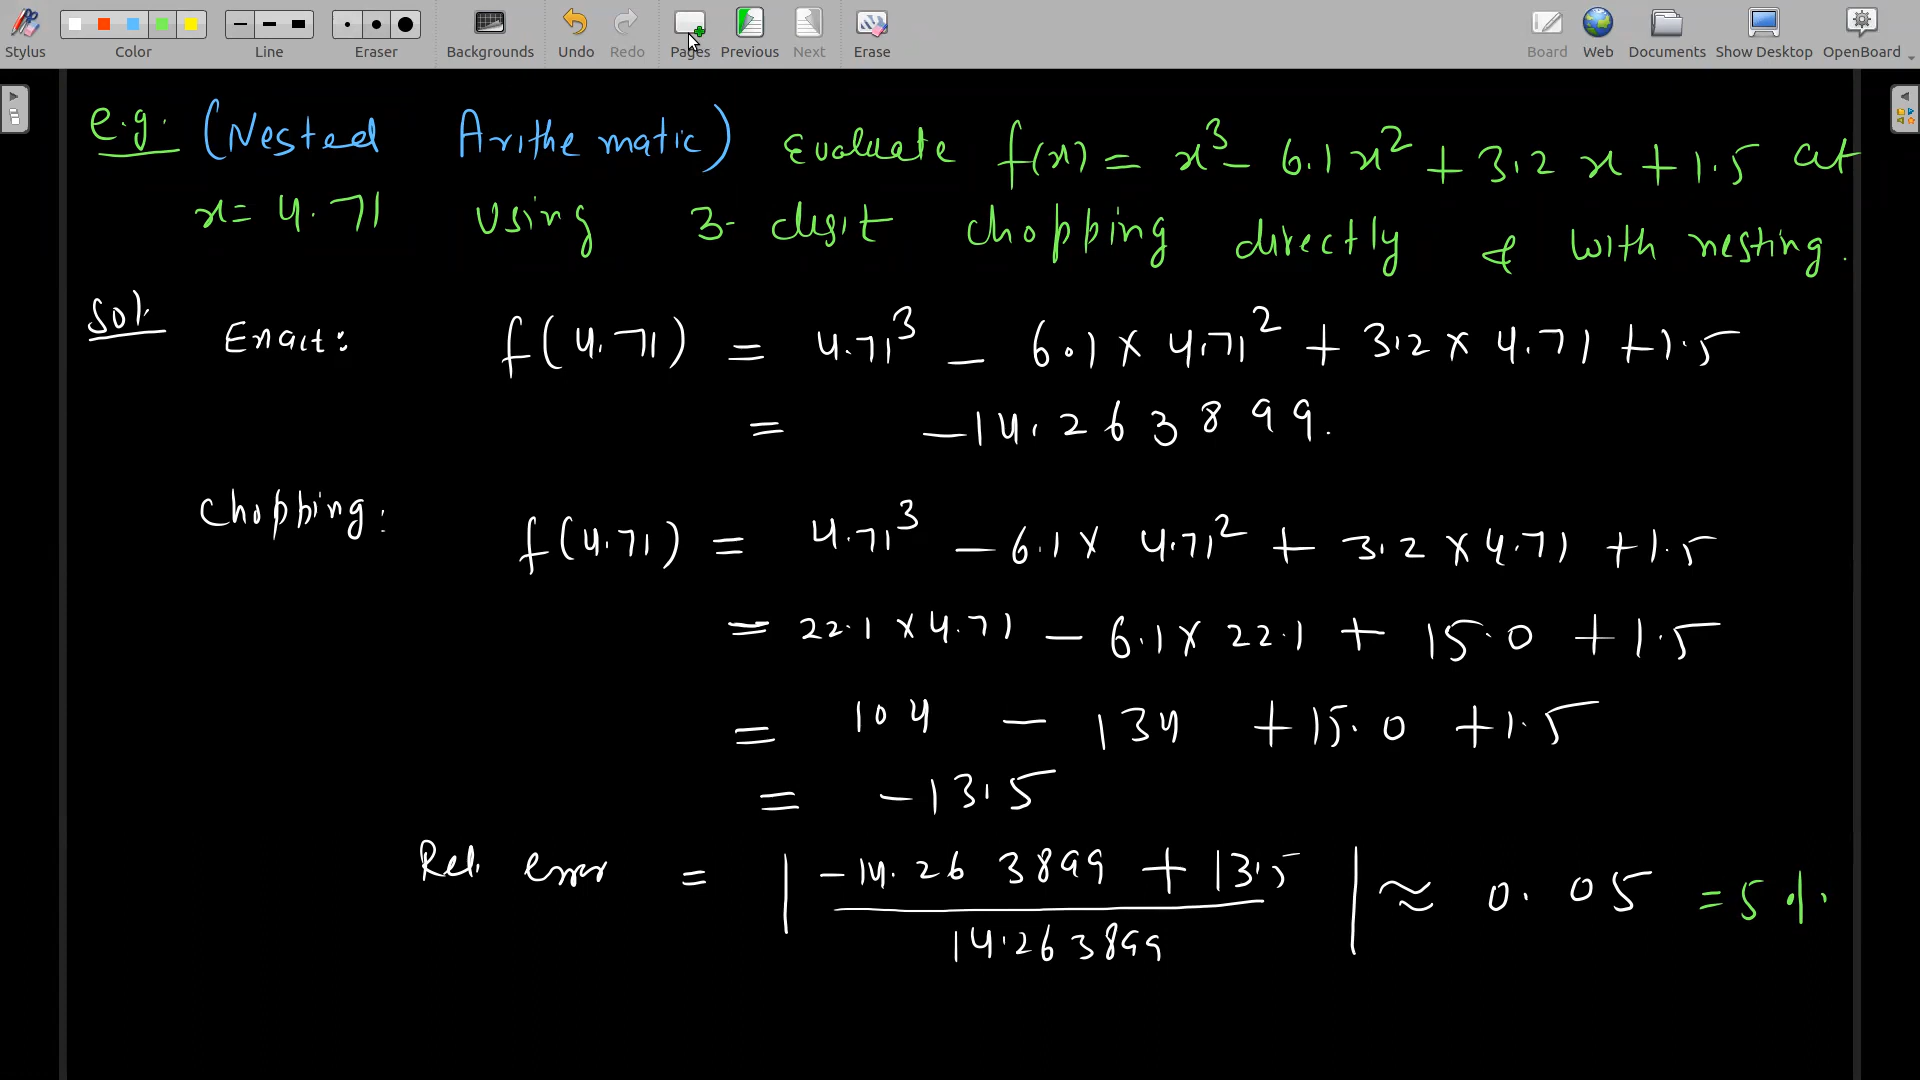 Stylus Color Line Eraser Backgrounds Undo Redo Pages Previous Next Erase Board Web Documents Show Desktop OpenBoard
e.g. (Nested Arithematic) Evaluate f(x) = x³ - 6.1 x² + 3.2 x + 1.5 at
x = 4.71 using 3-digit chopping directly & with nesting.
Sol.
Exact: f(4.71) = 4.71³ - 6.1 × 4.71² + 3.2 × 4.71 + 1.5
= -14.263899.
Chopping: f(4.71) = 4.71³ - 6.1 × 4.71² + 3.2 × 4.71 + 1.5
= 22.1 × 4.71 - 6.1 × 22.1 + 15.0 + 1.5
= 104 - 134 + 15.0 + 1.5
= -13.5
Rel. error = | (-14.263899 + 13.5) / 14.263899 | ≈ 0.05 = 5 %